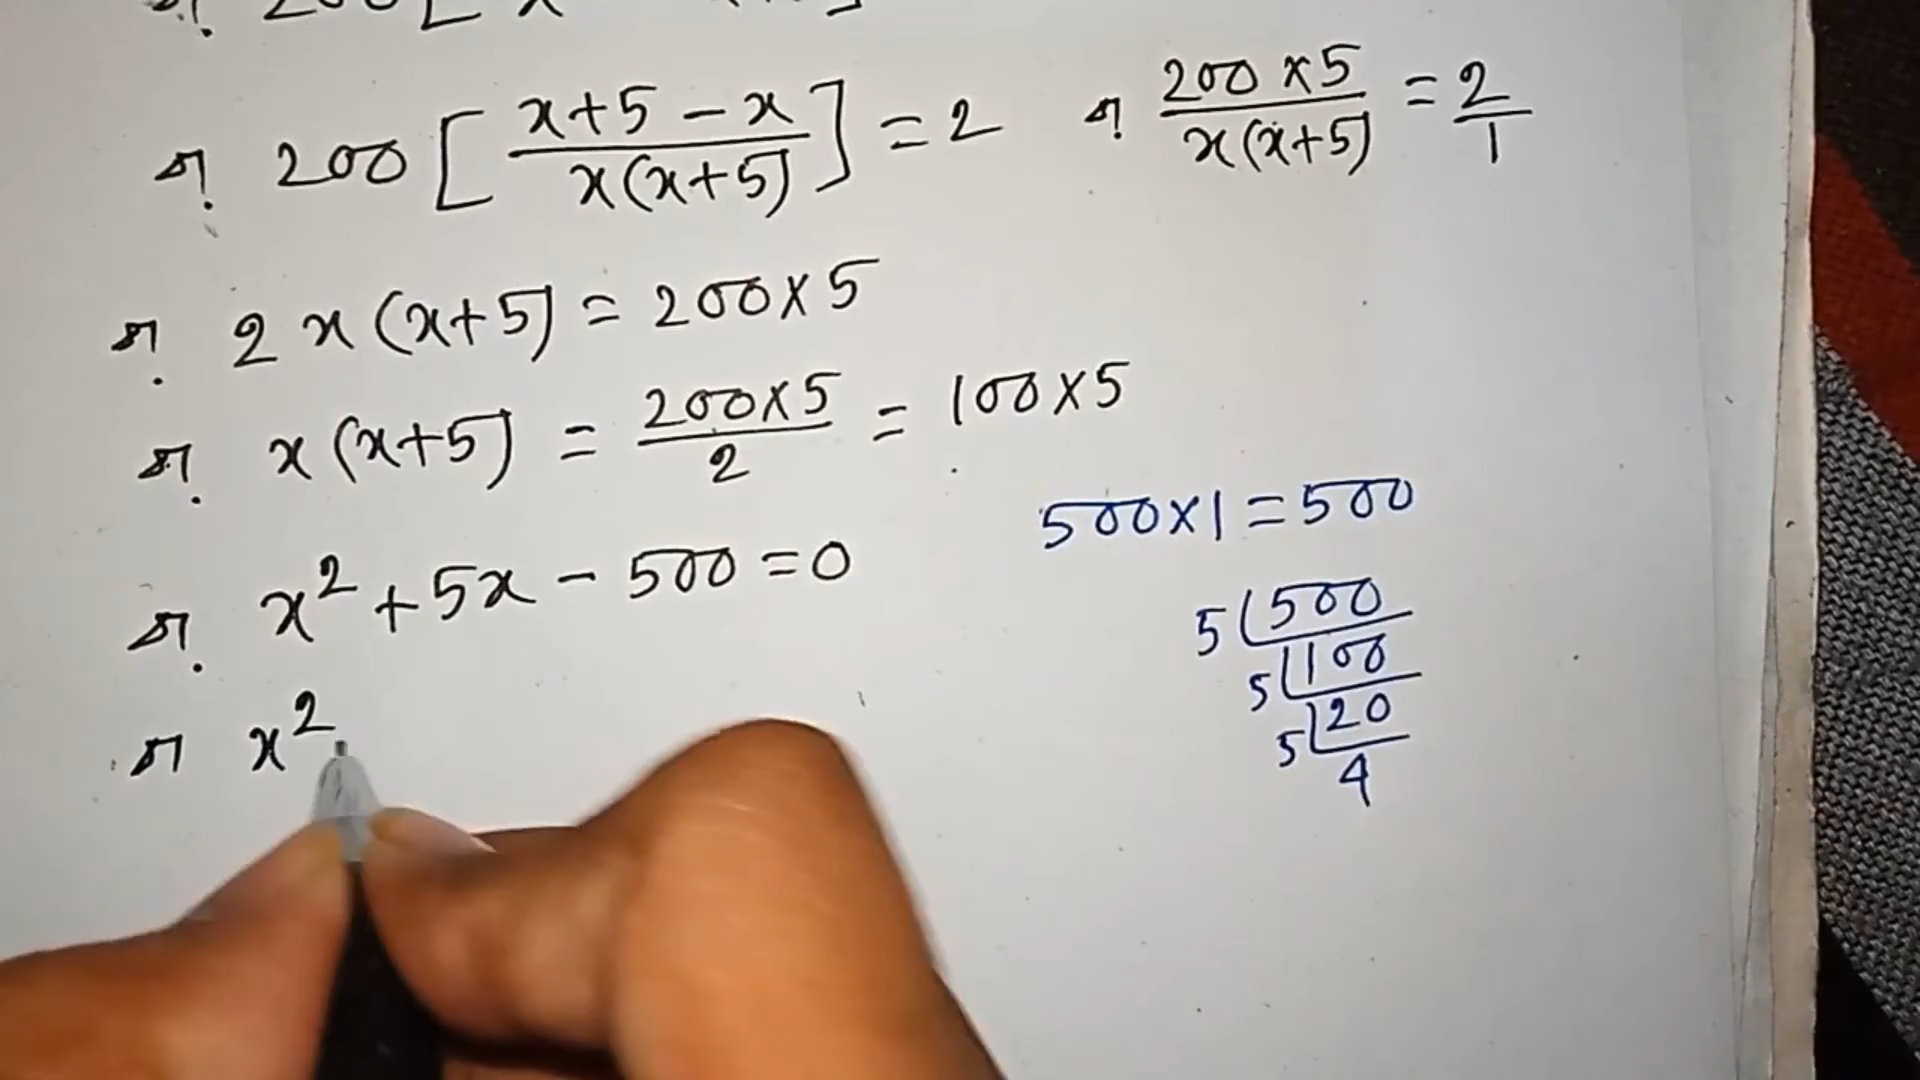 বা, 200 [ (x+5-x)/(x(x+5)) ] = 2 বা (200×5)/(x(x+5)) = 2/1
বা, 2x(x+5) = 200×5
বা, x(x+5) = (200×5)/2 = 100×5
500×1 = 500
বা, x² + 5x - 500 = 0
5 | 500
5 | 100
5 | 20
4
বা x²